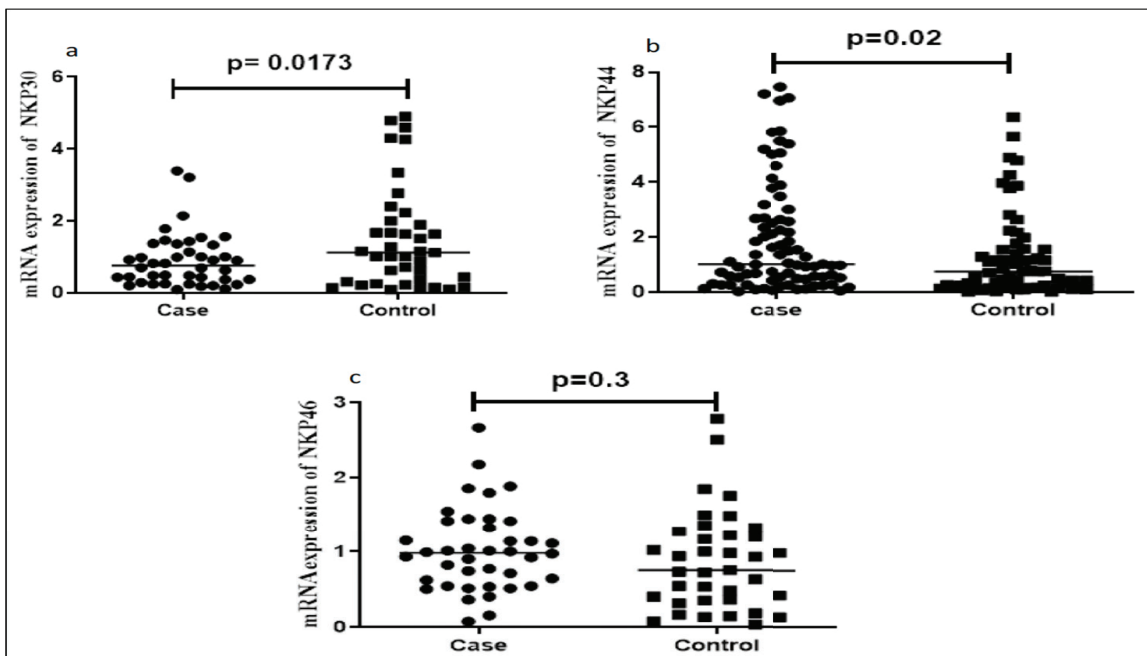 a
p= 0.0173
mRNA expression of NKP30
6
4
2
0
Case
Control
b
p=0.02
mRNA expression of NKP44
8
6
4
2
0
case
Control
c
p=0.3
mRNAexpression of NKP46
3
2
1
0
Case
Control